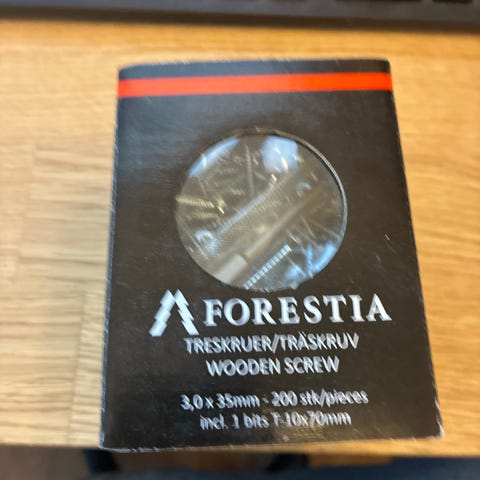 FORESTIA
TRESKRUER/TRÄSKRUV
WOODEN SCREW
3,0 x 35mm - 200 stk/pieces
incl. 1 bits T-10x70mm